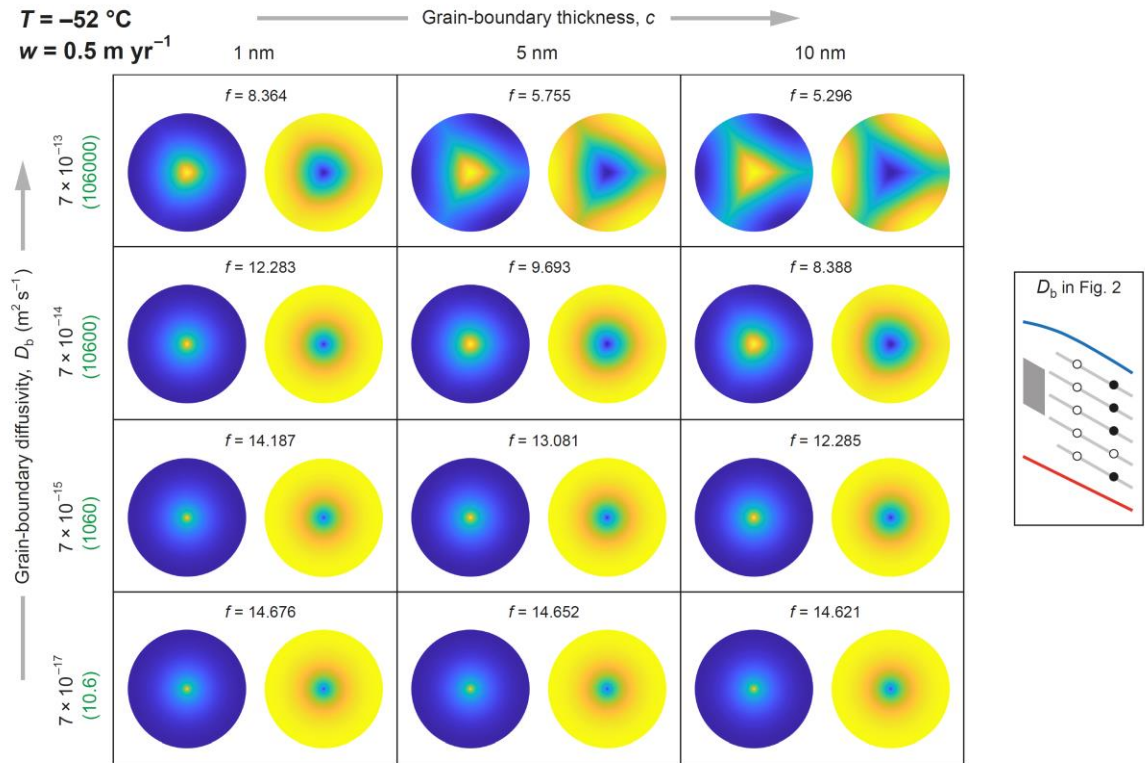 T = –52 °C
w = 0.5 m yr⁻¹
Grain-boundary thickness, c
1 nm 5 nm 10 nm
Grain-boundary diffusivity, D_b (m² s⁻¹)
7 × 10⁻¹³
(106000)
f = 8.364 f = 5.755 f = 5.296
7 × 10⁻¹⁴
(10600)
f = 12.283 f = 9.693 f = 8.388
7 × 10⁻¹⁵
(1060)
f = 14.187 f = 13.081 f = 12.285
7 × 10⁻¹⁷
(10.6)
f = 14.676 f = 14.652 f = 14.621
D_b in Fig. 2